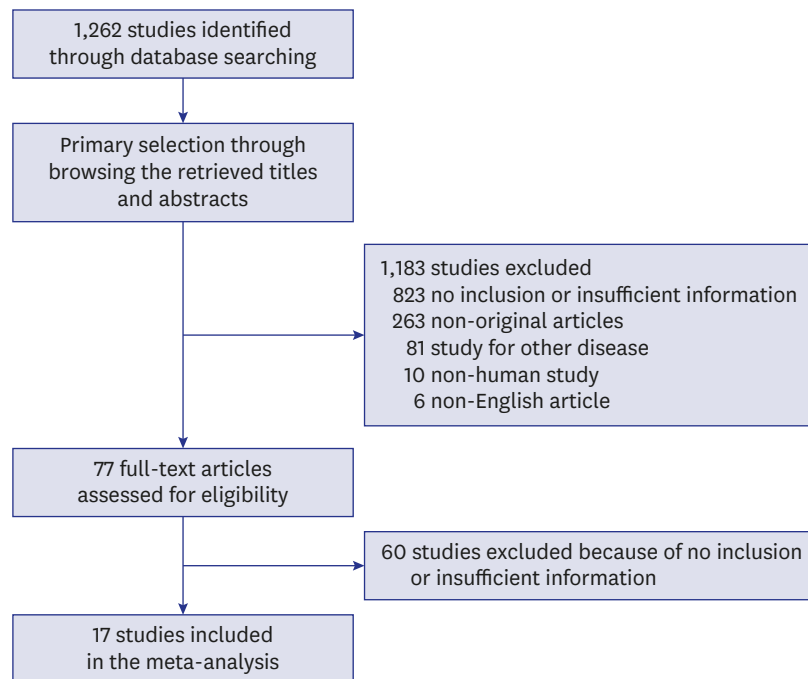 1,262 studies identified
through database searching
Primary selection through
browsing the retrieved titles
and abstracts
1,183 studies excluded
823 no inclusion or insufficient information
263 non-original articles
81 study for other disease
10 non-human study
6 non-English article
77 full-text articles
assessed for eligibility
60 studies excluded because of no inclusion
or insufficient information
17 studies included
in the meta-analysis